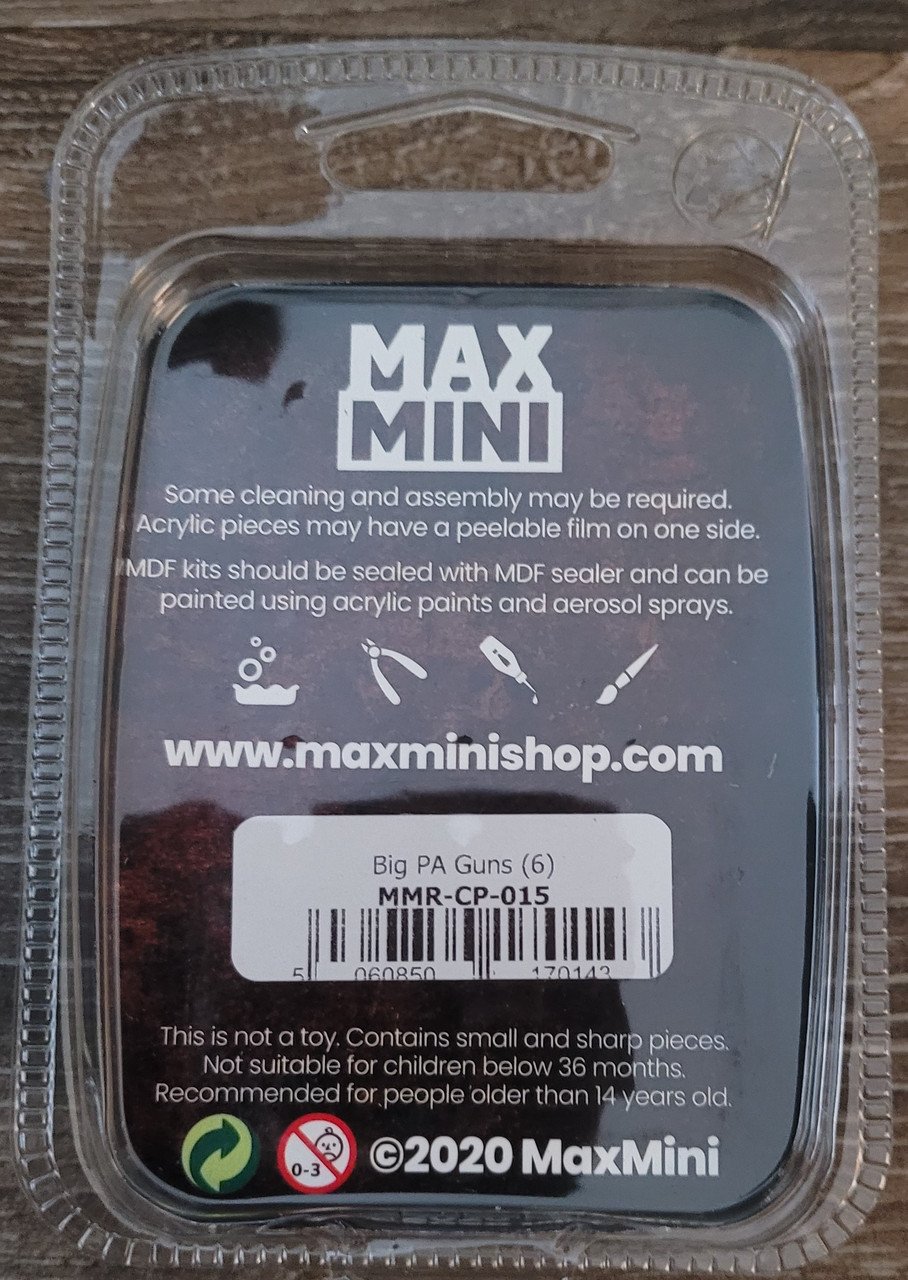 MAX
MINI
Some cleaning and assembly may be required.
Acrylic pieces may have a peelable film on one side.
MDF kits should be sealed with MDF sealer and can be
painted using acrylic paints and aerosol sprays.
www.maxminishop.com
Big PA Guns (6)
MMR-CP-015
5 060850 170143
This is not a toy. Contains small and sharp pieces.
Not suitable for children below 36 months.
Recommended for people older than 14 years old.
0-3 ©2020 MaxMini